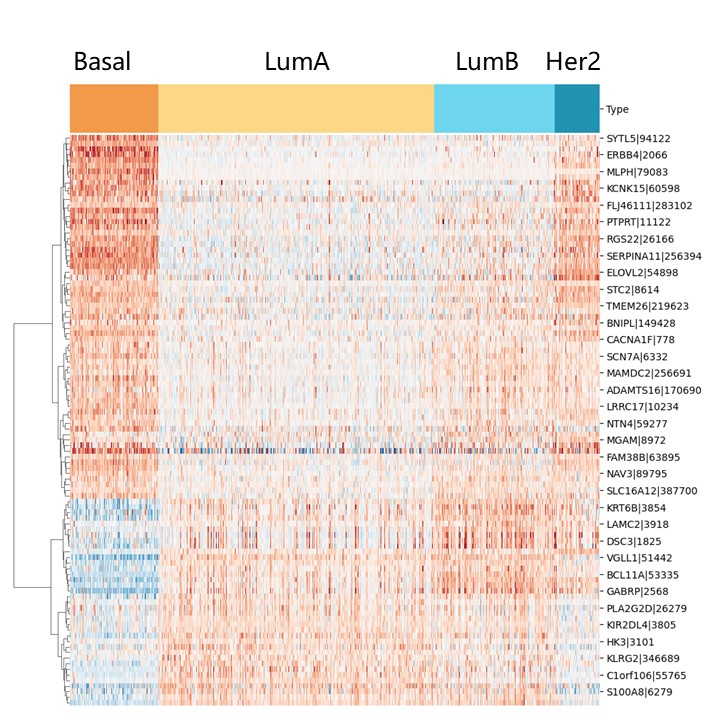 Basal LumA LumB Her2
Type
SYTL5|94122
ERBB4|2066
MLPH|79083
KCNK15|60598
FLJ46111|283102
PTPRT|11122
RGS22|26166
SERPINA11|256394
ELOVL2|54898
STC2|8614
TMEM26|219623
BNIPL|149428
CACNA1F|778
SCN7A|6332
MAMDC2|256691
ADAMTS16|170690
LRRC17|10234
NTN4|59277
MGAM|8972
FAM38B|63895
NAV3|89795
SLC16A12|387700
KRT6B|3854
LAMC2|3918
DSC3|1825
VGLL1|51442
BCL11A|53335
GABRP|2568
PLA2G2D|26279
KIR2DL4|3805
HK3|3101
KLRG2|346689
C1orf106|55765
S100A8|6279